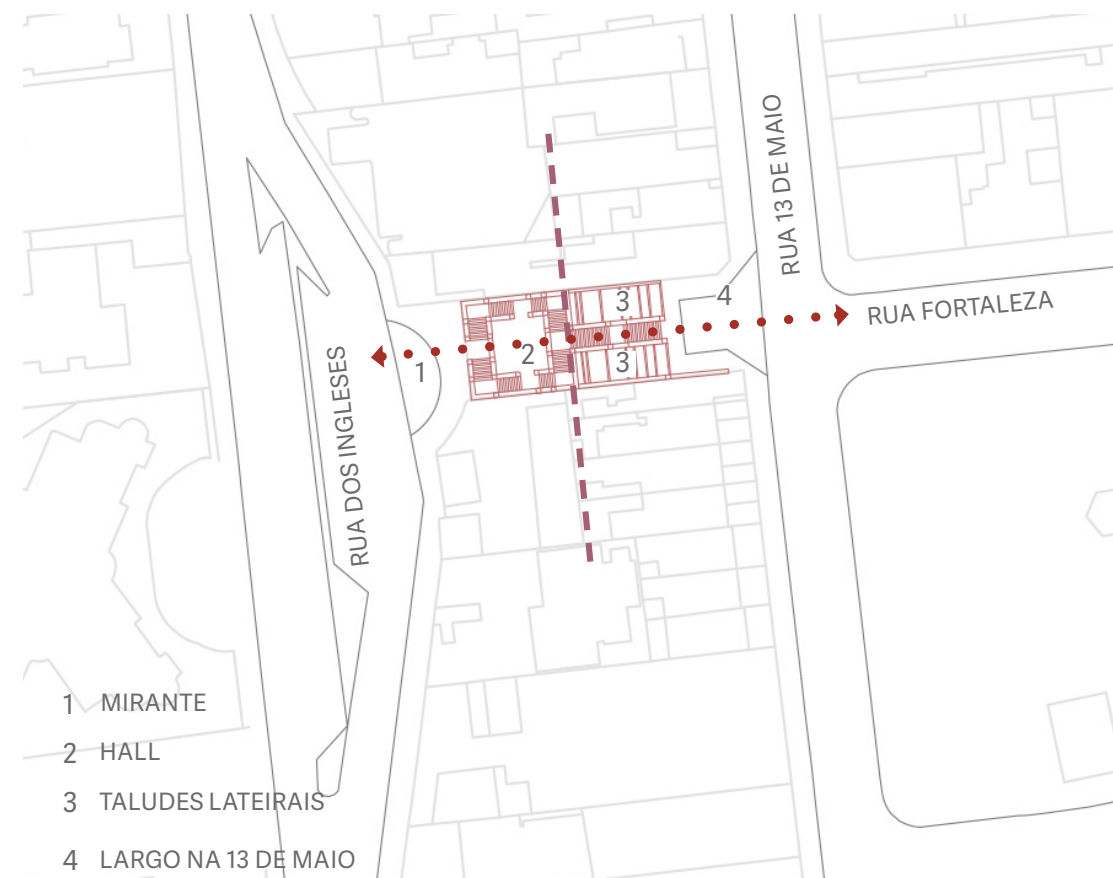 RUA 13 DE MAIO
3
4
RUA FORTALEZA
2
1
3
RUA DOS INGLESES
1 MIRANTE
2 HALL
3 TALUDES LATEIRAIS
4 LARGO NA 13 DE MAIO